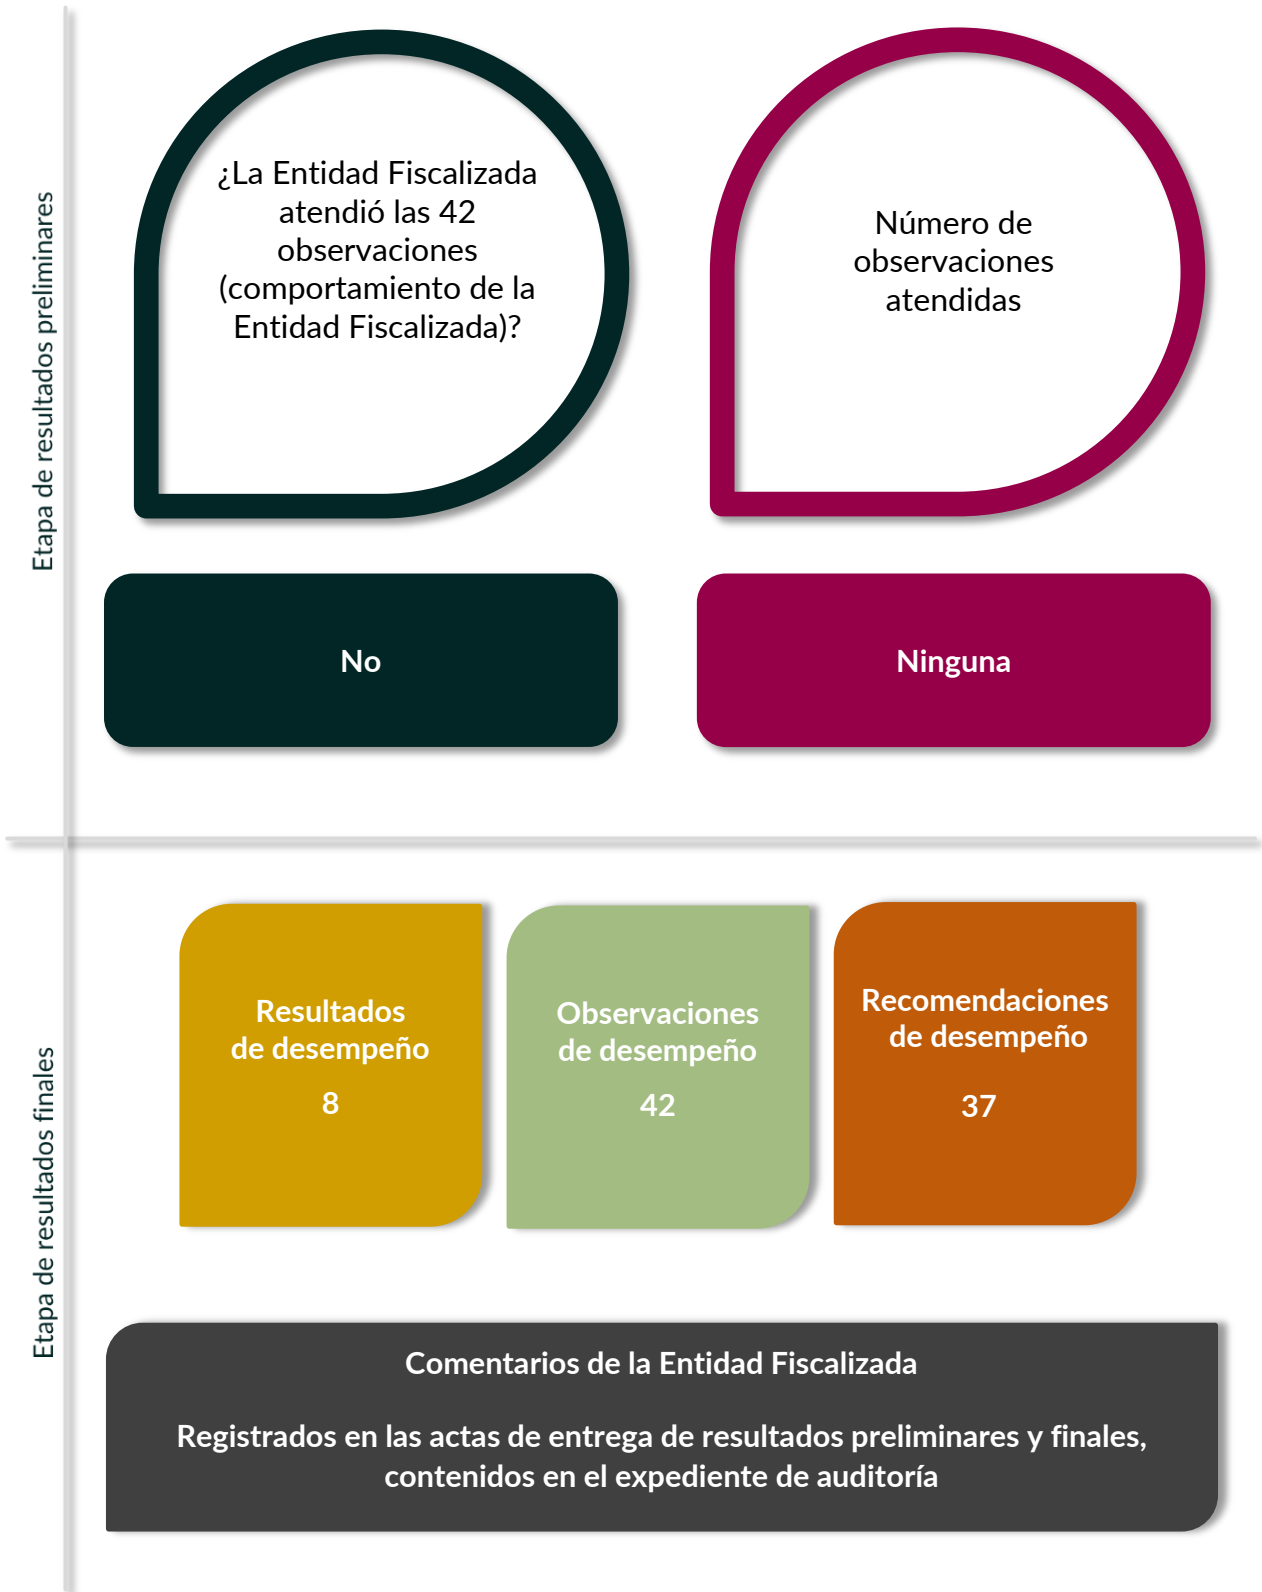 Etapa de resultados preliminares
¿La Entidad Fiscalizada
atendió las 42
observaciones
(comportamiento de la
Entidad Fiscalizada)?
Número de
observaciones
atendidas
No
Ninguna
Etapa de resultados finales
Resultados
de desempeño
8
Observaciones
de desempeño
42
Recomendaciones
de desempeño
37
Comentarios de la Entidad Fiscalizada
Registrados en las actas de entrega de resultados preliminares y finales,
contenidos en el expediente de auditoría